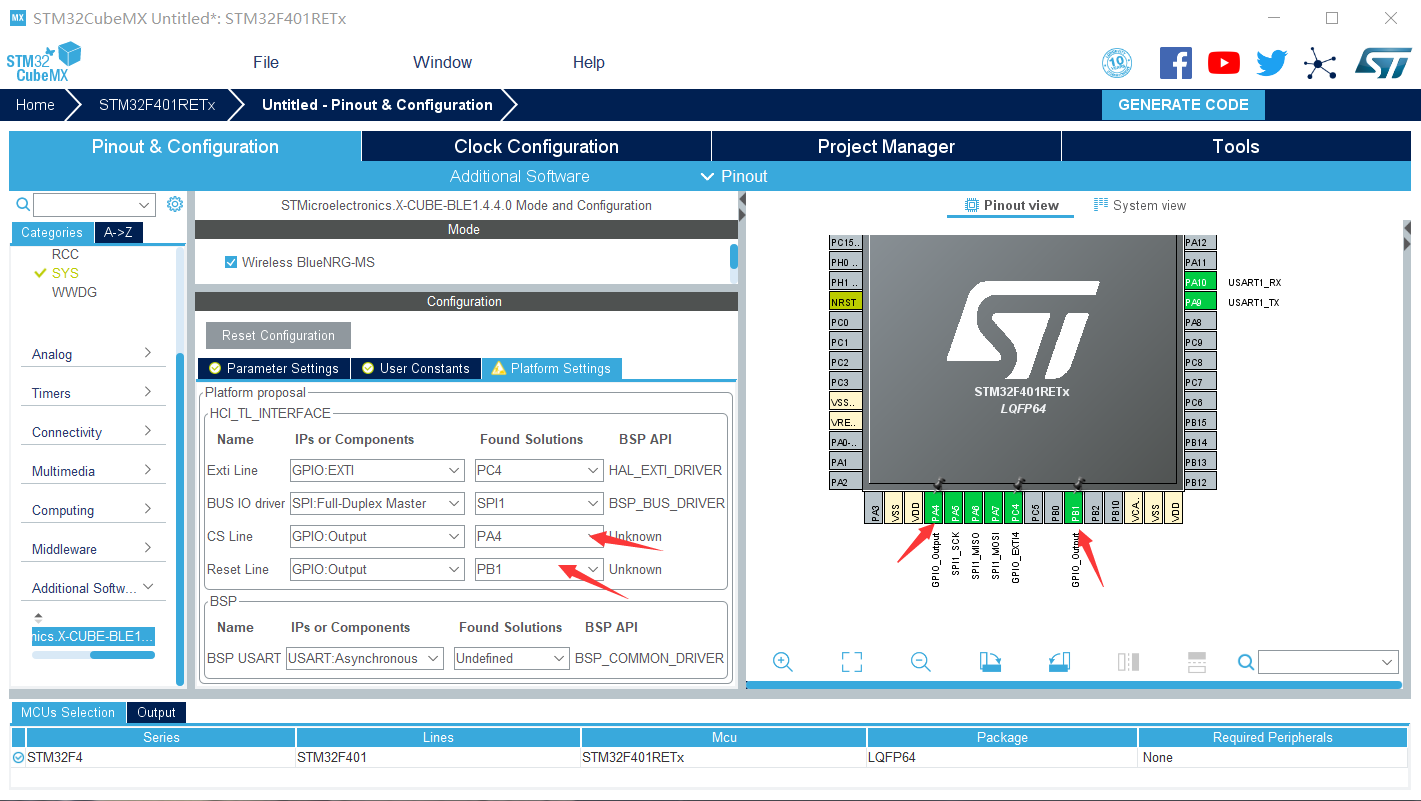 MX STM32CubeMX Untitled*: STM32F401RETx
STM32 CubeMX
File Window Help
10
Home STM32F401RETx Untitled - Pinout & Configuration GENERATE CODE
Pinout & Configuration Clock Configuration Project Manager Tools
Additional Software Pinout
Categories A->Z
RCC
SYS
WWDG
Analog
Timers
Connectivity
Multimedia
Computing
Middleware
Additional Softw...
nics.X-CUBE-BLE1...
STMicroelectronics.X-CUBE-BLE1.4.4.0 Mode and Configuration
Mode
Wireless BlueNRG-MS
Configuration
Reset Configuration
Parameter Settings User Constants Platform Settings
Platform proposal
HCI_TL_INTERFACE
Name IPs or Components Found Solutions BSP API
Exti Line GPIO:EXTI PC4 HAL_EXTI_DRIVER
BUS IO driver SPI:Full-Duplex Master SPI1 BSP_BUS_DRIVER
CS Line GPIO:Output PA4 Unknown
Reset Line GPIO:Output PB1 Unknown
BSP
Name IPs or Components Found Solutions BSP API
BSP USART USART:Asynchronous Undefined BSP_COMMON_DRIVER
Pinout view System view
PC15..
PH0 ..
PH1 ..
NRST
PC0
PC1
PC2
PC3
VSS..
VRE..
PA0-..
PA1
PA2
STM32F401RETx
LQFP64
PA12
PA11
PA10 USART1_RX
PA9 USART1_TX
PA8
PC9
PC8
PC7
PC6
PB15
PB14
PB13
PB12
PA3 VSS VDD PA4 PA5 PA6 PA7 PC4 PC5 PB0 PB1 PB2 PB10 VCA.. VSS VDD
GPIO_Output SPI1_SCK SPI1_MISO SPI1_MOSI GPIO_EXTI4 GPIO_Output
MCUs Selection Output
Series Lines Mcu Package Required Peripherals
STM32F4 STM32F401 STM32F401RETx LQFP64 None